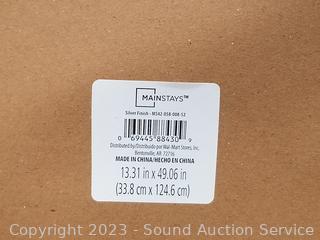 MAINSTAYS™
Silver Finish - MS42-058-008-52
0 69445 88430 9
Distributed by/Distribuido por Wal-Mart Stores, Inc.
Bentonville, AR 72716
MADE IN CHINA/HECHO EN CHINA
13.31 in x 49.06 in
(33.8 cm x 124.6 cm)
Copyright © 2023 - Sound Auction Service